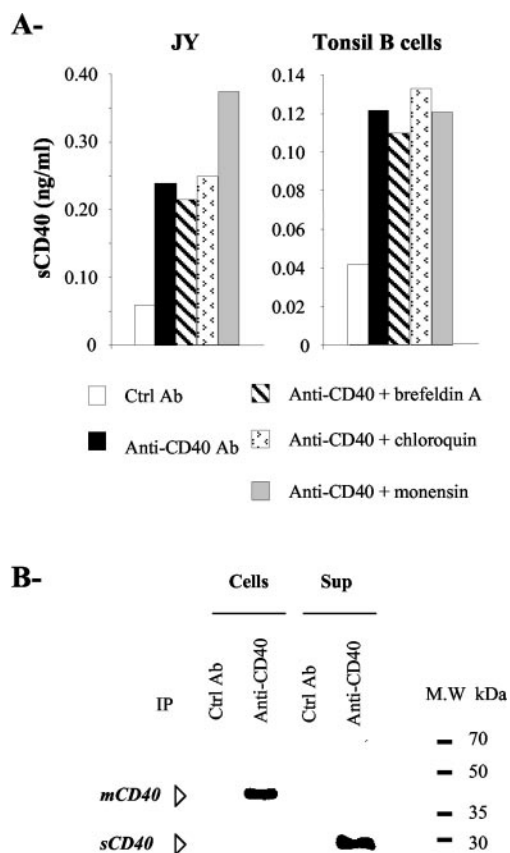 A-
JY
Tonsil B cells
sCD40 (ng/ml)
0.40
0.30
0.20
0.10
0
0.14
0.12
0.10
0.08
0.06
0.04
0.02
0
Ctrl Ab
Anti-CD40 Ab
Anti-CD40 + brefeldin A
Anti-CD40 + chloroquin
Anti-CD40 + monensin
B-
Cells
Sup
IP
Ctrl Ab
Anti-CD40
Ctrl Ab
Anti-CD40
M.W kDa
70
50
mCD40
35
sCD40
30